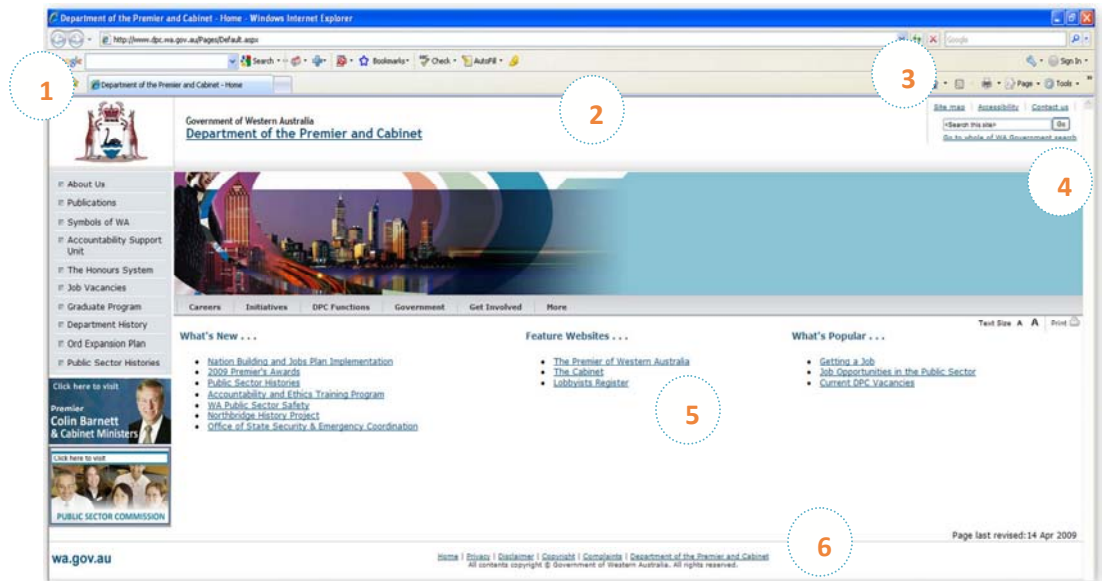 Department of the Premier and Cabinet - Home - Windows Internet Explorer
http://www.dpc.wa.gov.au/Pages/Default.aspx
Google
Search
Bookmarks
Check
AutoFill
Sign In
Department of the Premier and Cabinet - Home
Page
Tools
1
2
3
4
Government of Western Australia
Department of the Premier and Cabinet
Site map
Accessibility
Contact us
<Search this site>
Go
Go to whole of WA Government search
About Us
Publications
Symbols of WA
Accountability Support
Unit
The Honours System
Job Vacancies
Graduate Program
Department History
Ord Expansion Plan
Public Sector Histories
Click here to visit
Premier
Colin Barnett
& Cabinet Ministers
Click here to visit
PUBLIC SECTOR COMMISSION
Careers Initiatives DPC Functions Government Get Involved More
Text Size A A Print
What's New . . .
Nation Building and Jobs Plan Implementation
2009 Premier's Awards
Public Sector Histories
Accountability and Ethics Training Program
WA Public Sector Safety
Northbridge History Project
Office of State Security & Emergency Coordination
Feature Websites . . .
The Premier of Western Australia
The Cabinet
Lobbyists Register
What's Popular . . .
Getting a Job
Job Opportunities in the Public Sector
Current DPC Vacancies
5
Page last revised:14 Apr 2009
6
wa.gov.au
Home | Privacy | Disclaimer | Copyright | Complaints | Department of the Premier and Cabinet
All contents copyright © Government of Western Australia. All rights reserved.